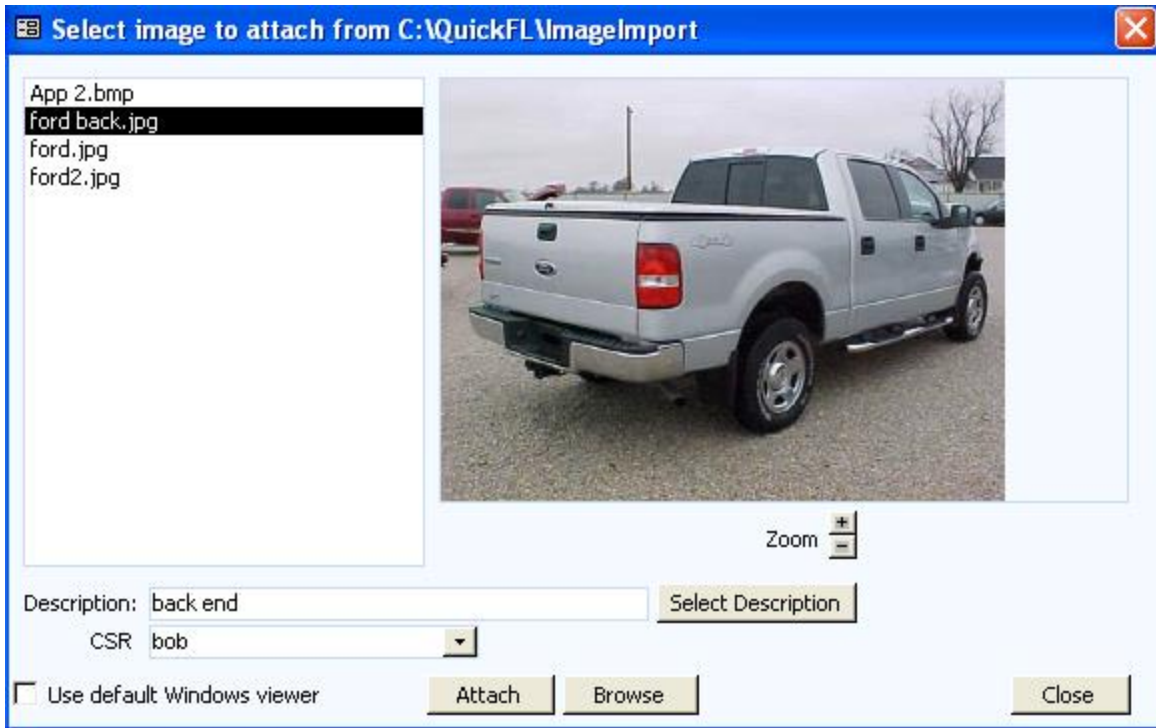 Select image to attach from C:\QuickFL\ImageImport
App 2.bmp
ford back.jpg
ford.jpg
ford2.jpg
Zoom + -
Description: back end Select Description
CSR bob
Use default Windows viewer Attach Browse Close